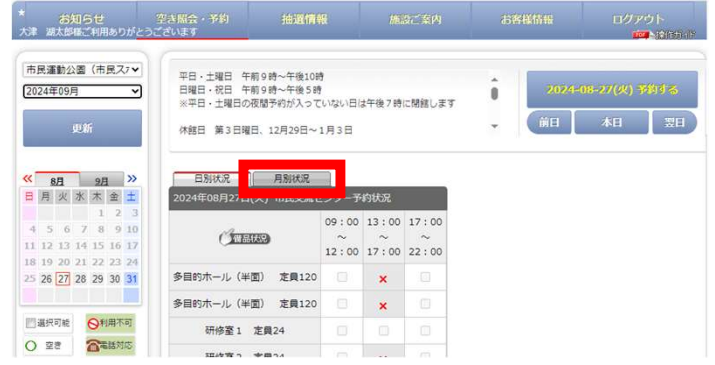 お知らせ 空き照会・予約 抽選情報 施設ご案内 お客様情報 ログアウト
大津 湖太郎様ご利用ありがとうございます 操作ガイド
市民運動公園（市民ス
2024年09月
更新
平日・土曜日 午前9時～午後10時
日曜日・祝日 午前9時～午後5時
※平日・土曜日の夜間予約が入っていない日は午後7時に閉館します
休館日 第3日曜日、12月29日～1月3日
2024-08-27(火) 予約する
前日 本日 翌日
8月 9月
日 月 火 水 木 金 土
1 2 3
4 5 6 7 8 9 10
11 12 13 14 15 16 17
18 19 20 21 22 23 24
25 26 27 28 29 30 31
選択可能 利用不可
空き 電話対応
日別状況 月別状況
2024年08月27日(火) 市民交流センター予約状況
備品状況
09：00 13：00 17：00
～ ～ ～
12：00 17：00 22：00
多目的ホール（半面） 定員120
多目的ホール（半面） 定員120
研修室1 定員24
研修室2 定員24